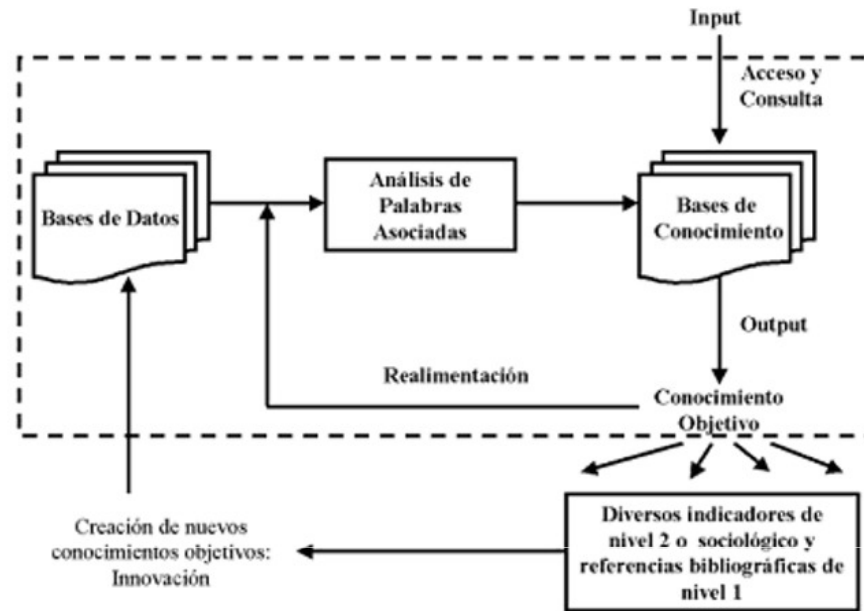 Input
Acceso y
Consulta
Bases de Datos
Análisis de
Palabras
Asociadas
Bases de
Conocimiento
Output
Realimentación
Conocimiento
Objetivo
Diversos indicadores de
nivel 2 o sociológico y
referencias bibliográficas de
nivel 1
Creación de nuevos
conocimientos objetivos:
Innovación